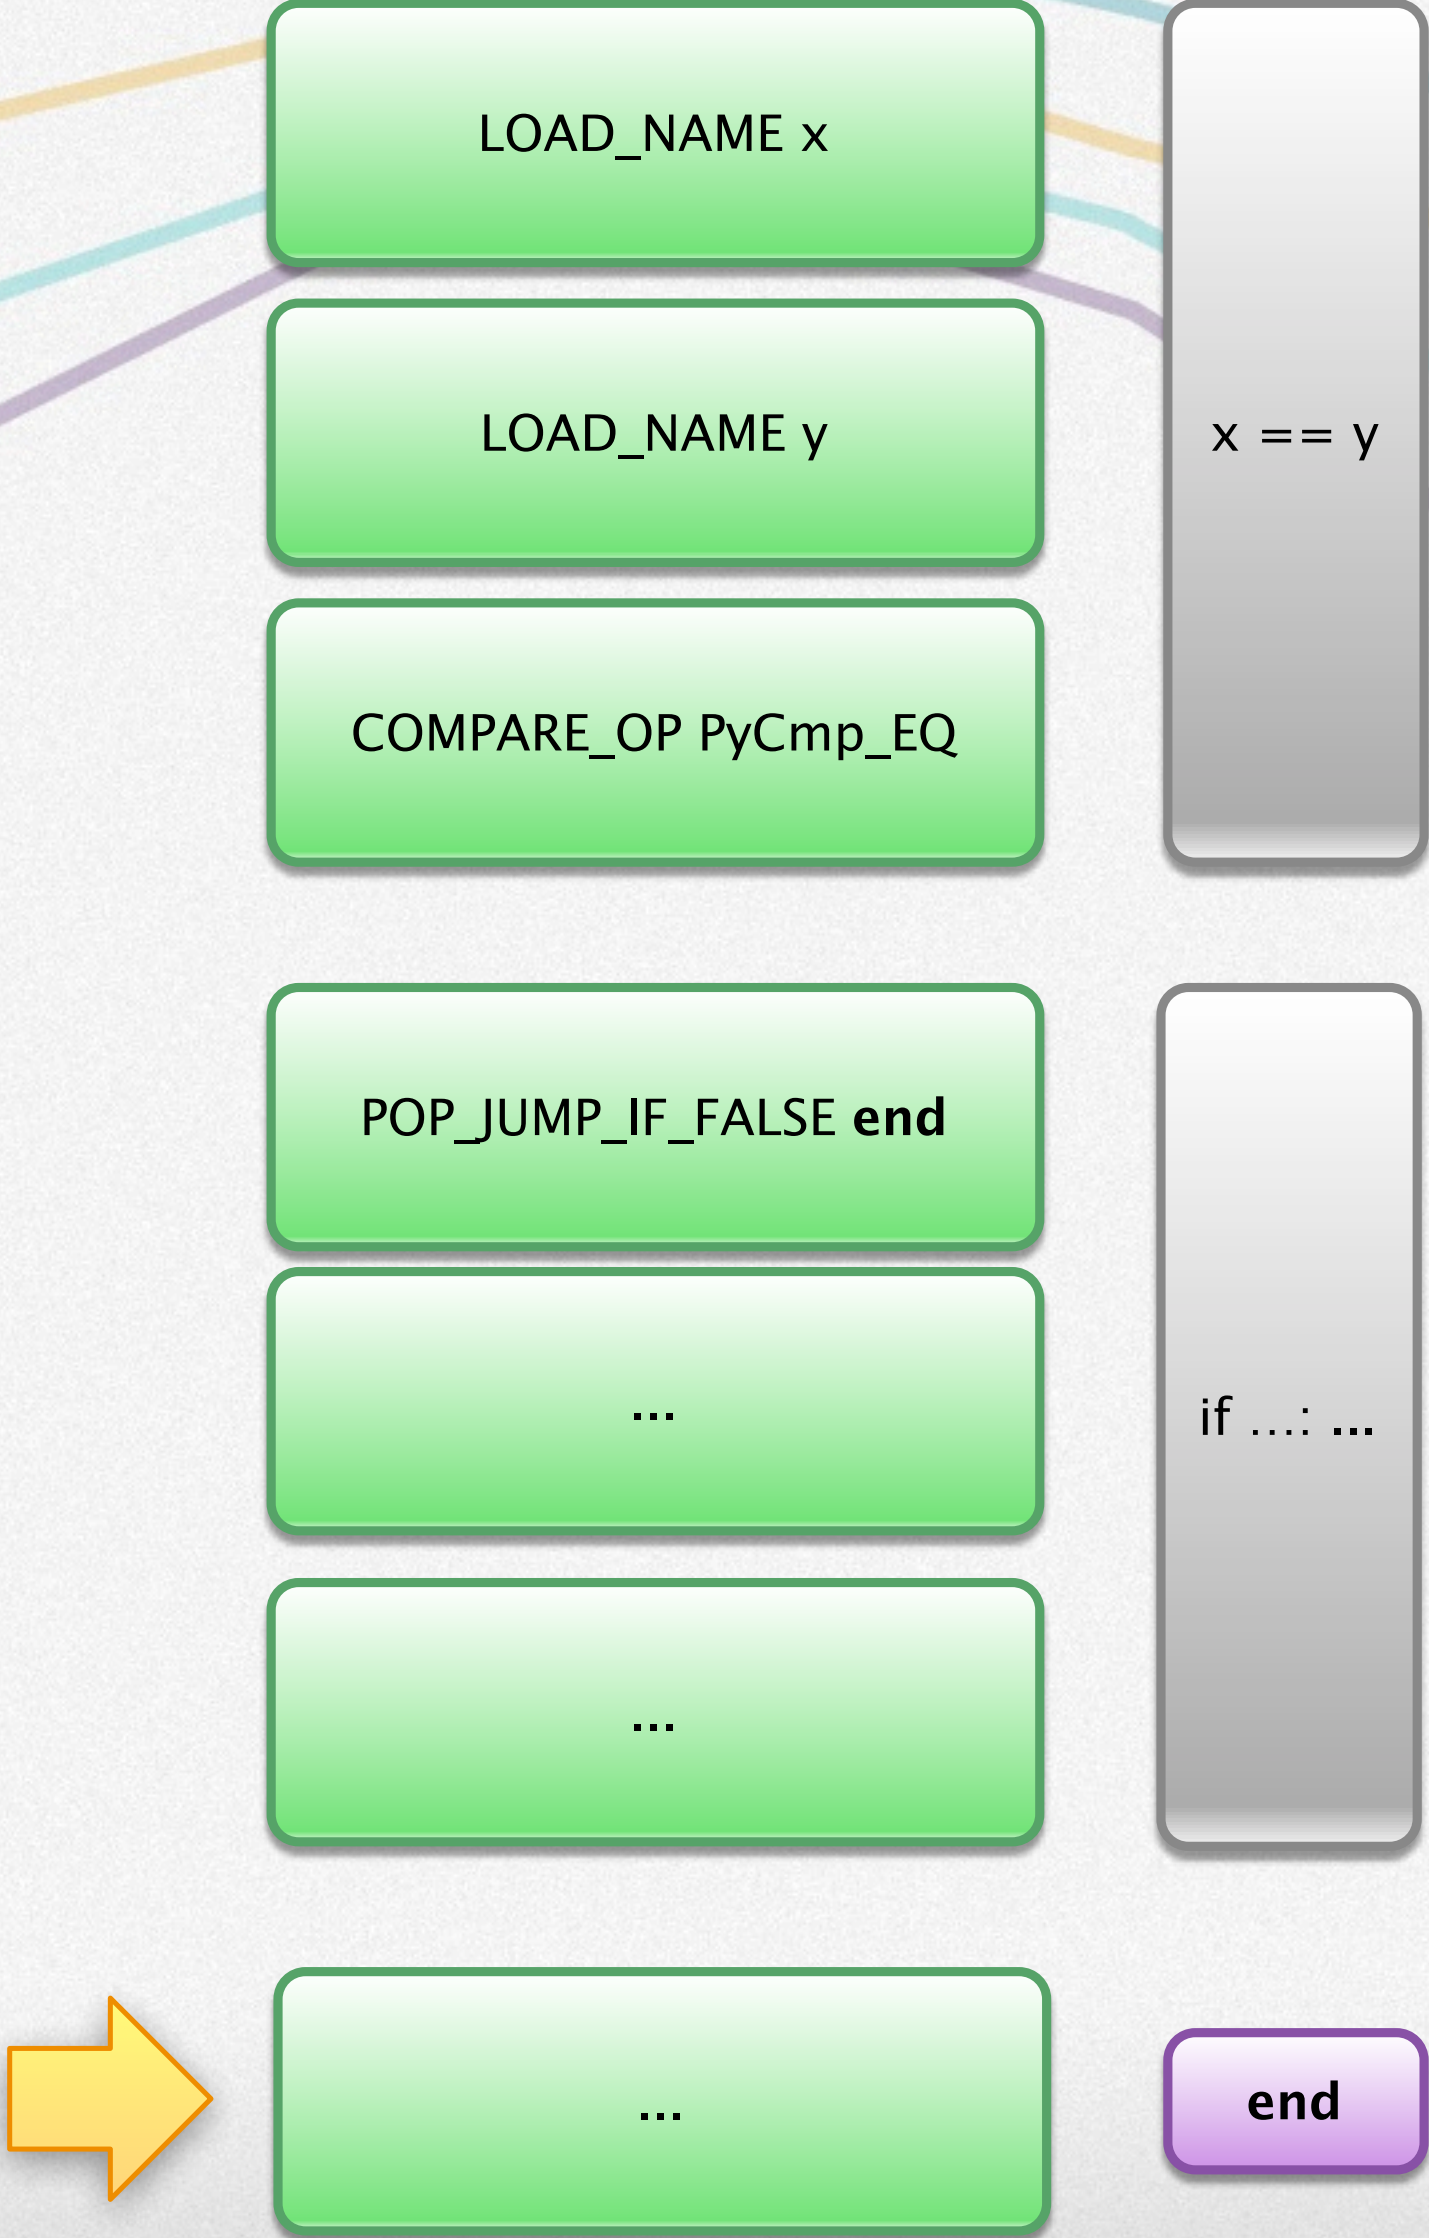 LOAD_NAME x
LOAD_NAME y
x == y
COMPARE_OP PyCmp_EQ
POP_JUMP_IF_FALSE end
...
if ...: ...
...
...
end